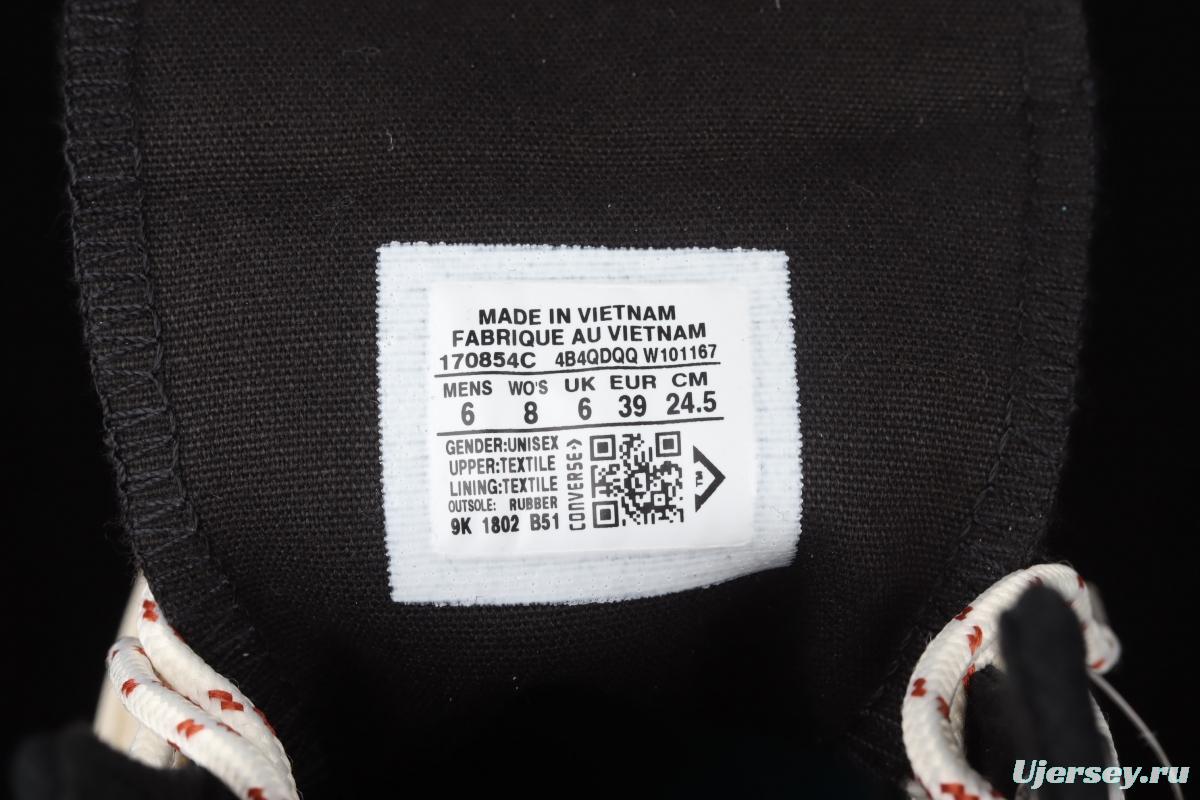 MADE IN VIETNAM
FABRIQUE AU VIETNAM
170854C 4B4QDQQ W101167
MENS WO'S UK EUR CM
6 8 6 39 24.5
GENDER:UNISEX
UPPER:TEXTILE
LINING:TEXTILE
OUTSOLE: RUBBER
9K 1802 B51
CONVERSE
Ujersey.ru